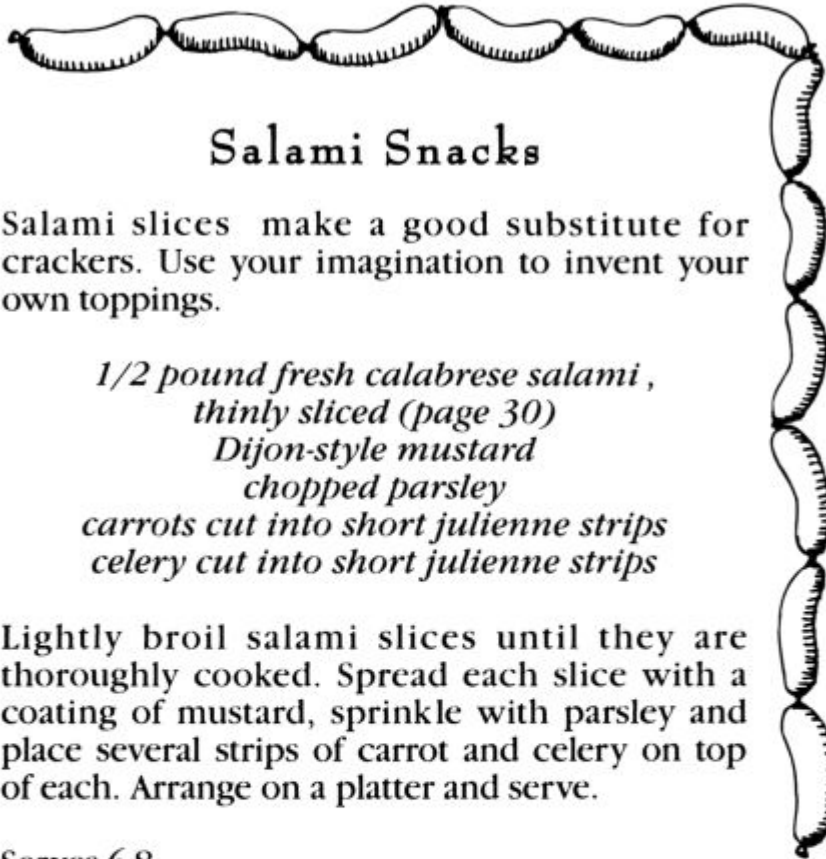 Salami Snacks
Salami slices make a good substitute for
crackers. Use your imagination to invent your
own toppings.
1/2 pound fresh calabrese salami ,
thinly sliced (page 30)
Dijon-style mustard
chopped parsley
carrots cut into short julienne strips
celery cut into short julienne strips
Lightly broil salami slices until they are
thoroughly cooked. Spread each slice with a
coating of mustard, sprinkle with parsley and
place several strips of carrot and celery on top
of each. Arrange on a platter and serve.
Serves 6-8